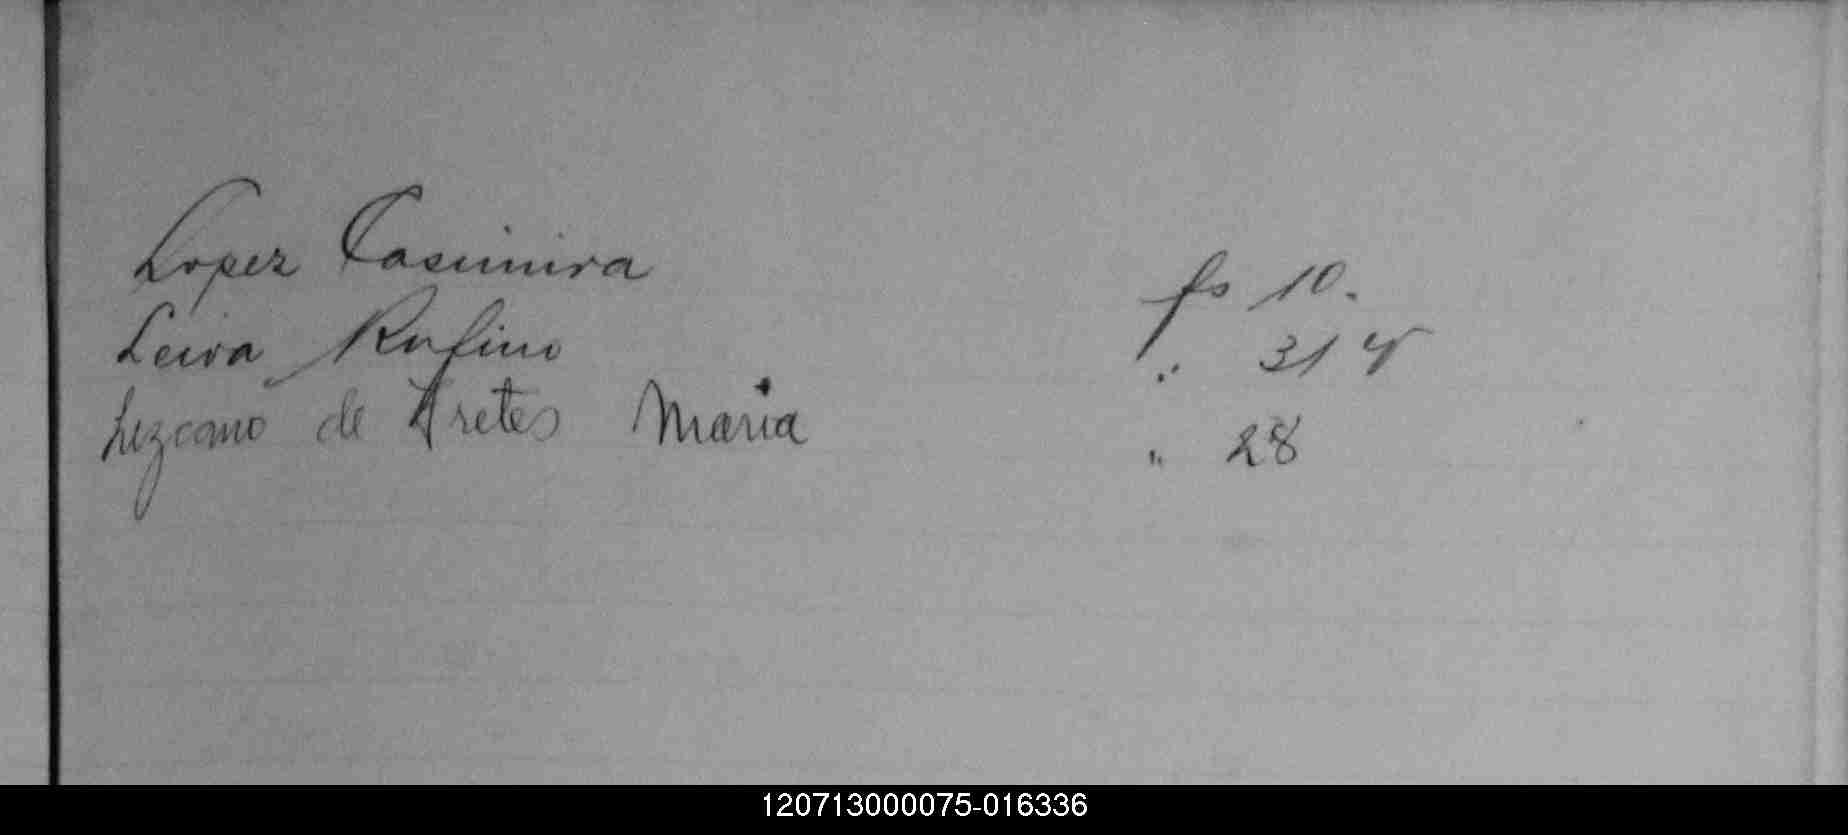 Lopez Casimira fs 10.
Leiva Rufino " 31 v
Lezcano de Aretes Maria " 28
120713000075-016336